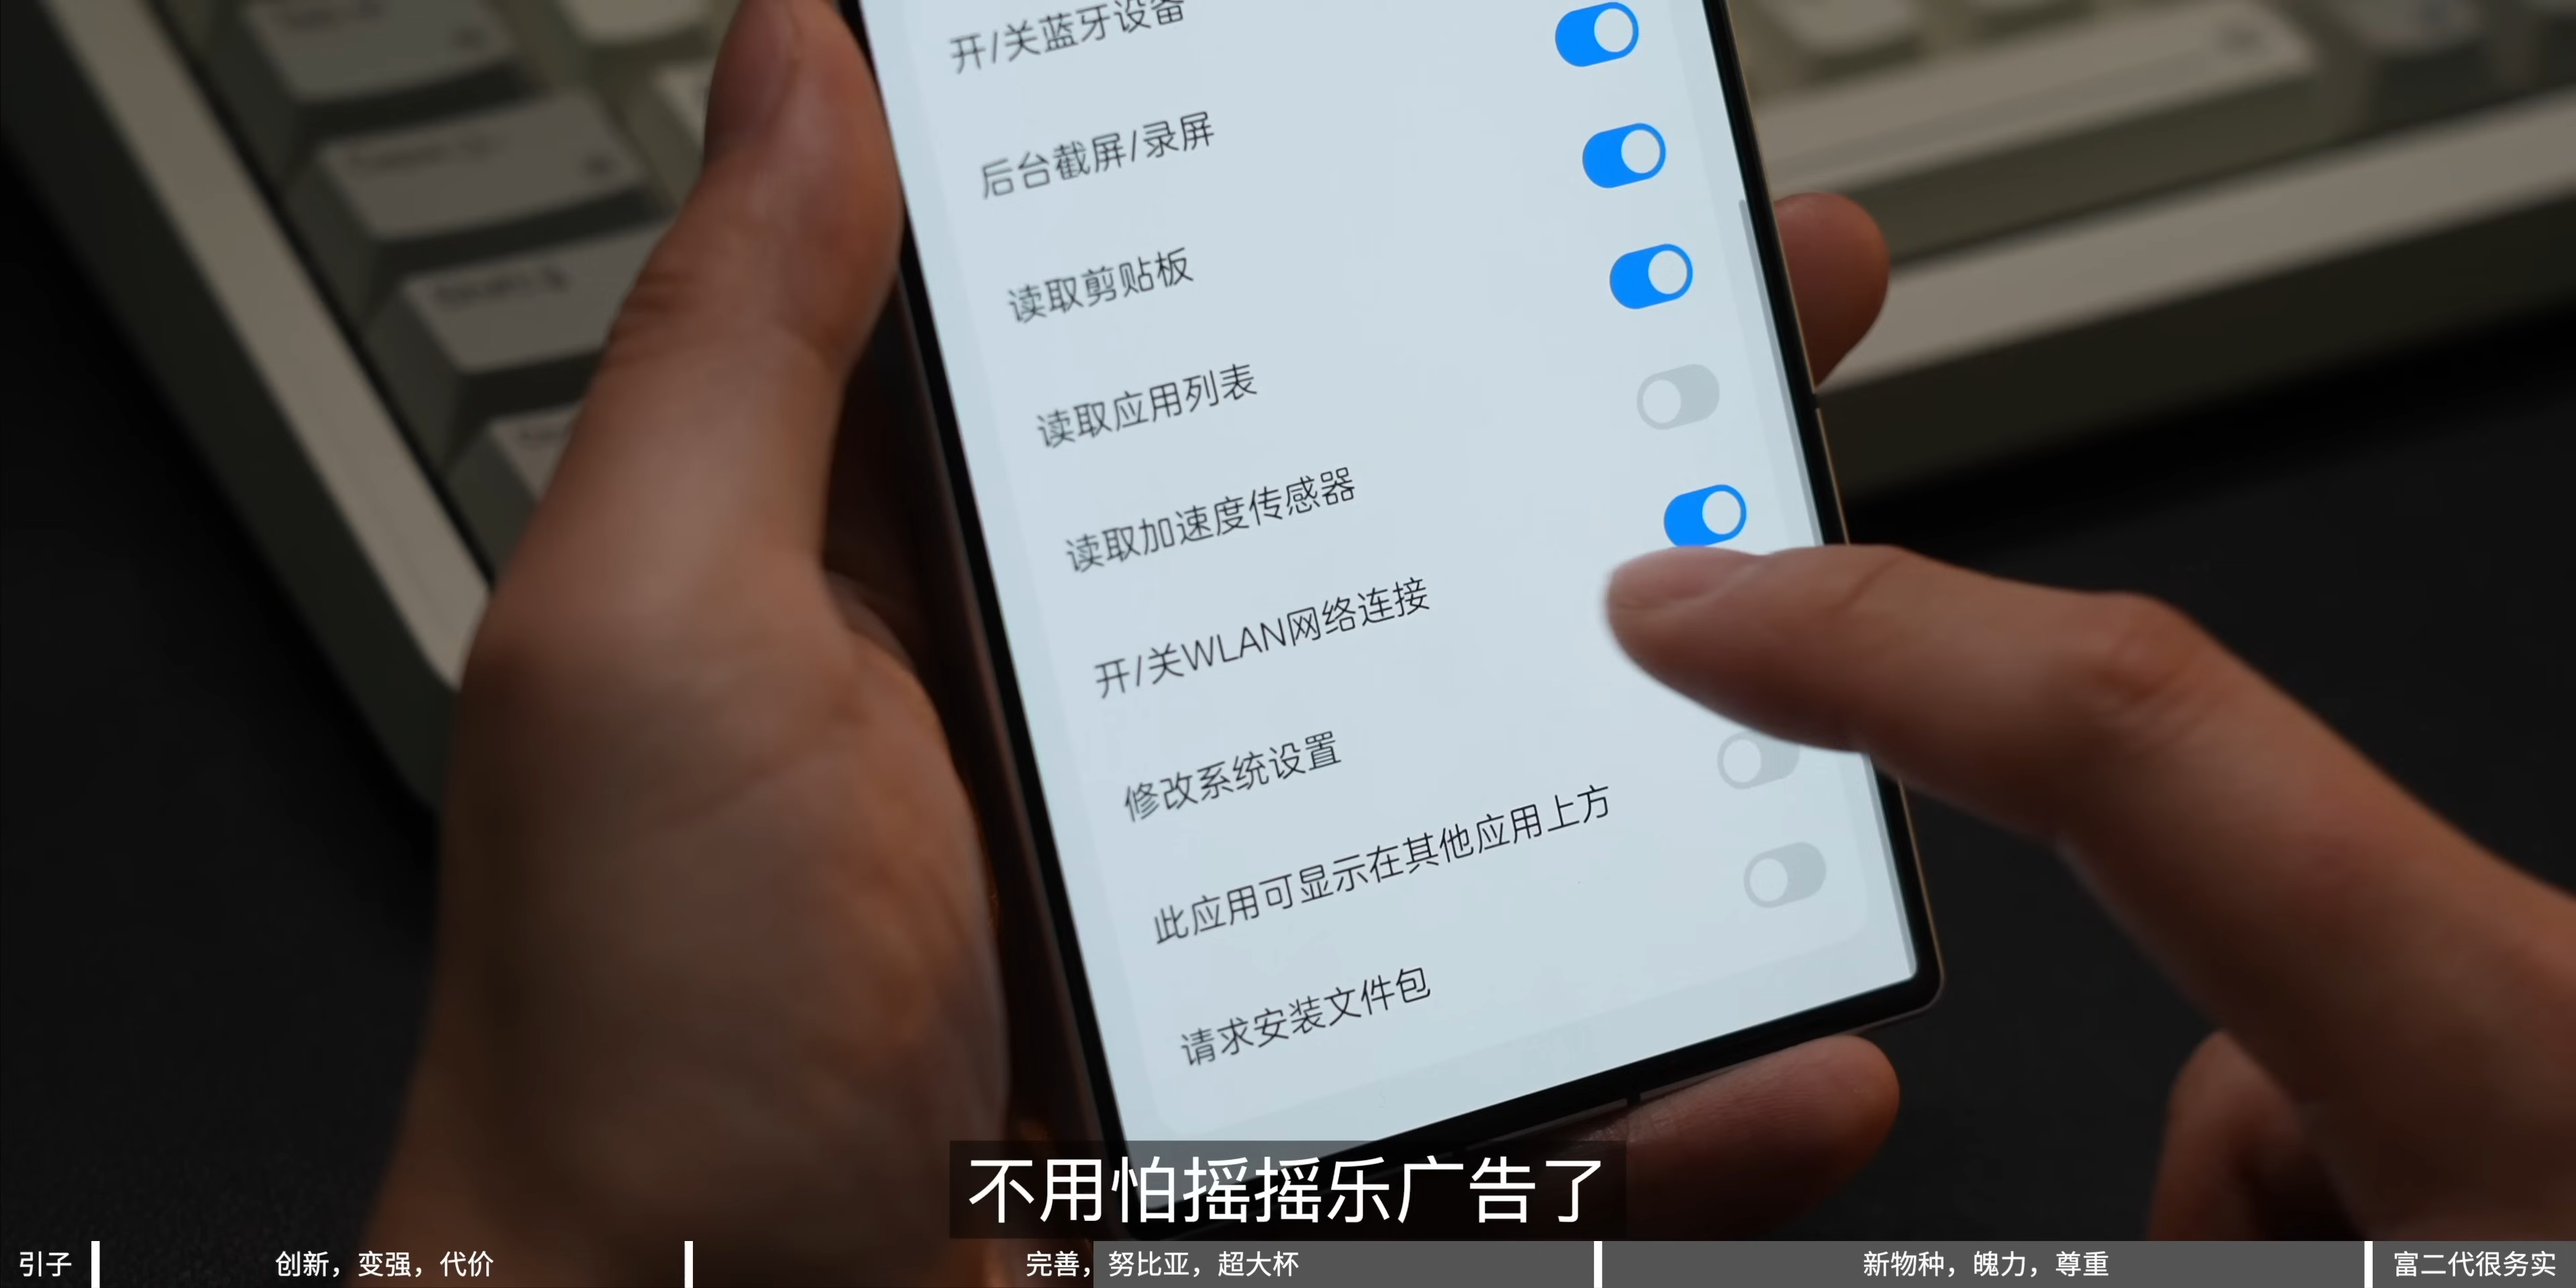 开/关蓝牙设备
后台截屏/录屏
读取剪贴板
读取应用列表
读取加速度传感器
开/关WLAN网络连接
修改系统设置
此应用可显示在其他应用上方
请求安装文件包
不用怕摇摇乐广告了
引子 创新，变强，代价 完善，努比亚，超大杯 新物种，魄力，尊重 富二代很务实